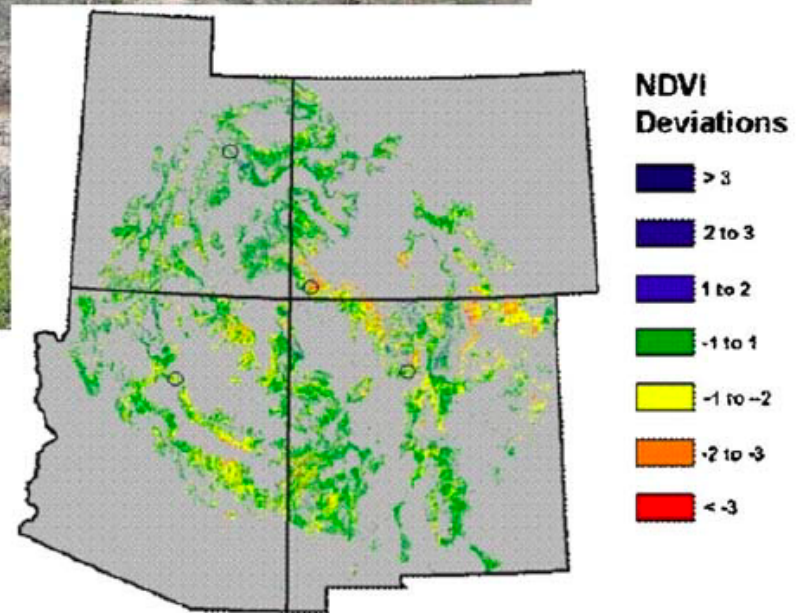 NDVI
Deviations
> 3
2 to 3
1 to 2
-1 to 1
-1 to -2
-2 to -3
< -3